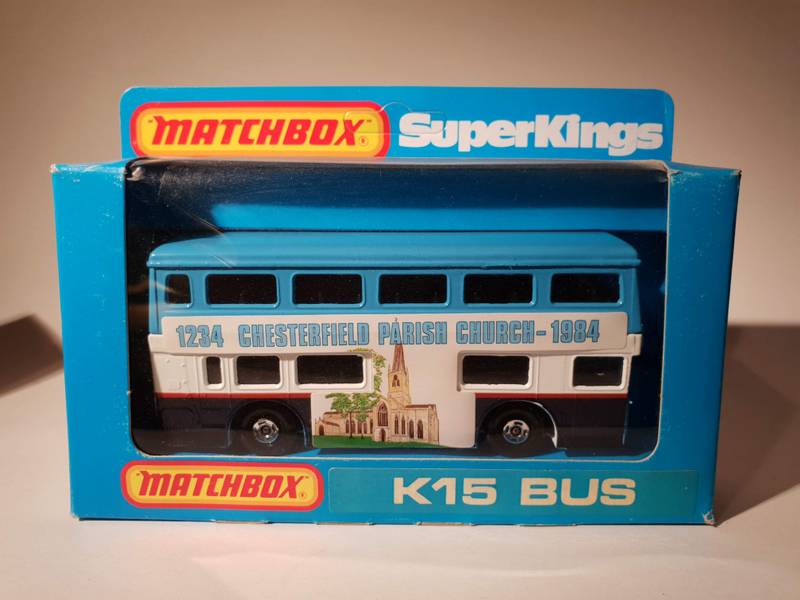 "MATCHBOX"®
SuperKings
1234 CHESTERFIELD PARISH CHURCH-1984
"MATCHBOX"®
K15 BUS